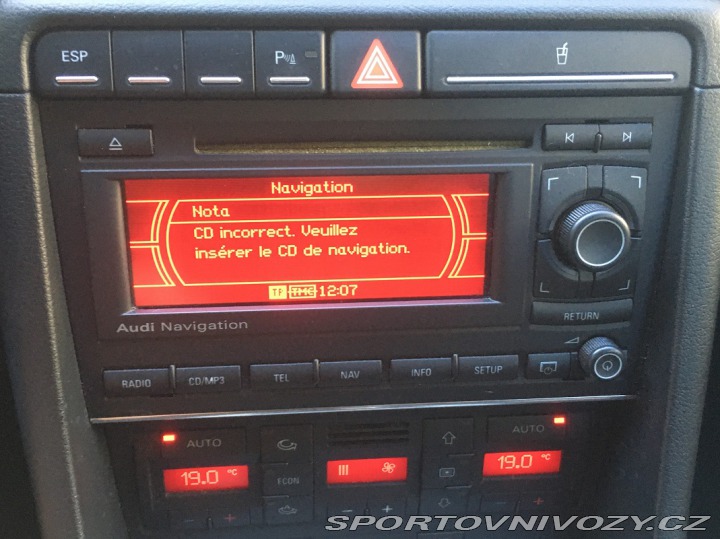 ESP
P
Navigation
Nota
CD incorrect. Veuillez
insérer le CD de navigation.
TP TMC 12:07
Audi Navigation
RETURN
RADIO CD/MP3 TEL NAV INFO SETUP
AUTO AUTO
19.0 °C 19.0 °C
ECON
- + - + - +
SPORTOVNIVOZY.CZ